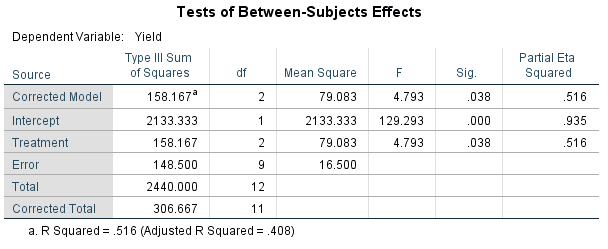 Tests of Between-Subjects Effects
Dependent Variable: Yield
Source Type III Sum of Squares df Mean Square F Sig. Partial Eta Squared
Corrected Model 158.167a 2 79.083 4.793 .038 .516
Intercept 2133.333 1 2133.333 129.293 .000 .935
Treatment 158.167 2 79.083 4.793 .038 .516
Error 148.500 9 16.500
Total 2440.000 12
Corrected Total 306.667 11
a. R Squared = .516 (Adjusted R Squared = .408)